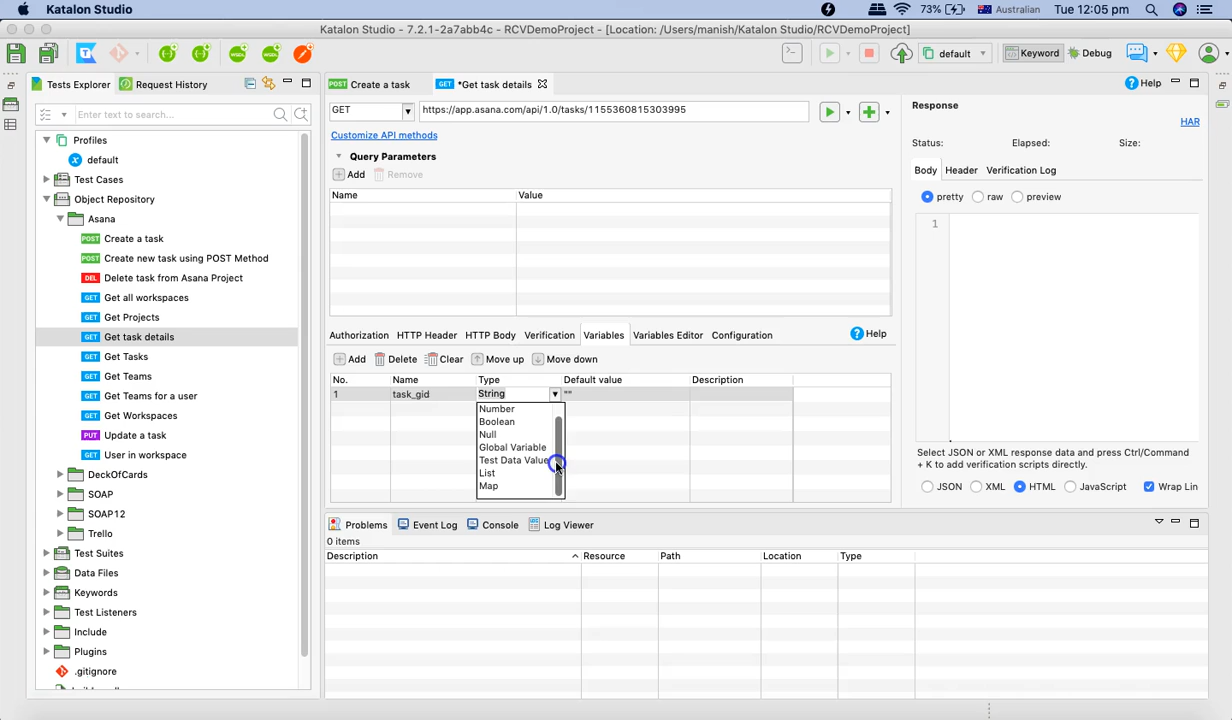 Katalon Studio
73%
Australian
Tue 12:05 pm
Katalon Studio - 7.2.1-2a7abb4c - RCVDemoProject - [Location: /Users/manish/Katalon Studio/RCVDemoProject]
default
Keyword
Debug
Tests Explorer
Request History
Enter text to search...
Profiles
default
Test Cases
Object Repository
Asana
POST Create a task
POST Create new task using POST Method
DEL Delete task from Asana Project
GET Get all workspaces
GET Get Projects
GET Get task details
GET Get Tasks
GET Get Teams
GET Get Teams for a user
GET Get Workspaces
PUT Update a task
GET User in workspace
DeckOfCards
SOAP
SOAP12
Trello
Test Suites
Data Files
Keywords
Test Listeners
Include
Plugins
.gitignore
POST Create a task
GET *Get task details
GET
https://app.asana.com/api/1.0/tasks/1155360815303995
Customize API methods
Query Parameters
Add
Remove
Name Value
Authorization HTTP Header HTTP Body Verification Variables Variables Editor Configuration Help
Add Delete Clear Move up Move down
No. Name Type Default value Description
1 task_gid String ""
Number
Boolean
Null
Global Variable
Test Data Value
List
Map
Help
Response
HAR
Status: Elapsed: Size:
Body Header Verification Log
pretty raw preview
1
Select JSON or XML response data and press Ctrl/Command
+ K to add verification scripts directly.
JSON XML HTML JavaScript Wrap Lin
Problems Event Log Console Log Viewer
0 items
Description Resource Path Location Type